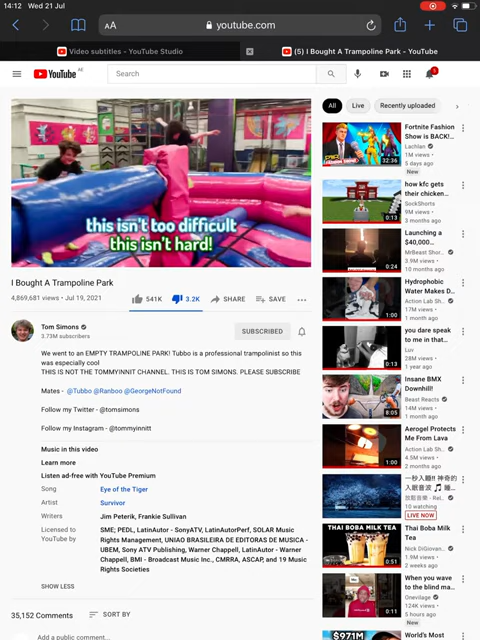 14:12 Wed 21 Jul
AA
youtube.com
Video subtitles - YouTube Studio
(5) I Bought A Trampoline Park - YouTube
YouTube AE
Search
this isn't too difficult
this isn't hard!
I Bought A Trampoline Park
4,869,681 views • Jul 19, 2021
541K
3.2K
SHARE
SAVE
Tom Simons
3.73M subscribers
SUBSCRIBED
We went to an EMPTY TRAMPOLINE PARK! Tubbo is a professional trampolinist so this
was especially cool
THIS IS NOT THE TOMMYINNIT CHANNEL. THIS IS TOM SIMONS. PLEASE SUBSCRIBE
Mates - @Tubbo @Ranboo @GeorgeNotFound
Follow my Twitter - @tomsimons
Follow my Instagram - @tommyinnitt
Music in this video
Learn more
Listen ad-free with YouTube Premium
Song Eye of the Tiger
Artist Survivor
Writers Jim Peterik, Frankie Sullivan
Licensed to YouTube by
SME; PEDL, LatinAutor - SonyATV, LatinAutorPerf, SOLAR Music
Rights Management, UNIAO BRASILEIRA DE EDITORAS DE MUSICA -
UBEM, Sony ATV Publishing, Warner Chappell, LatinAutor - Warner
Chappell, BMI - Broadcast Music Inc., CMRRA, ASCAP, and 19 Music
Rights Societies
SHOW LESS
35,152 Comments
SORT BY
Add a public comment...
All
Live
Recently uploaded
Fortnite Fashion
Show is BACK!...
Lachlan
1M views •
5 days ago
New
32:36
how kfc gets
their chicken...
SockShorts
9M views •
3 months ago
0:13
Launching a
$40,000...
MrBeast Shor...
3.9M views •
10 months ago
0:24
Hydrophobic
Water Makes D...
Action Lab Sh...
17M views •
1 month ago
1:00
you dare speak
to me in that...
Luv
28M views •
1 year ago
0:13
Insane BMX
Downhill!
Beast Reacts
14M views •
1 month ago
8:05
Aerogel Protects
Me From Lava
Action Lab Sh...
4.5M views •
2 months ago
1:00
10 watching
LIVE NOW
THAI BOBA MILK TEA
Thai Boba Milk
Tea
Nick DiGiovan...
1.9M views •
2 weeks ago
0:51
When you wave
to the blind ma...
Onevilage
124K views •
5 hours ago
New
0:11
$971M
World's Most